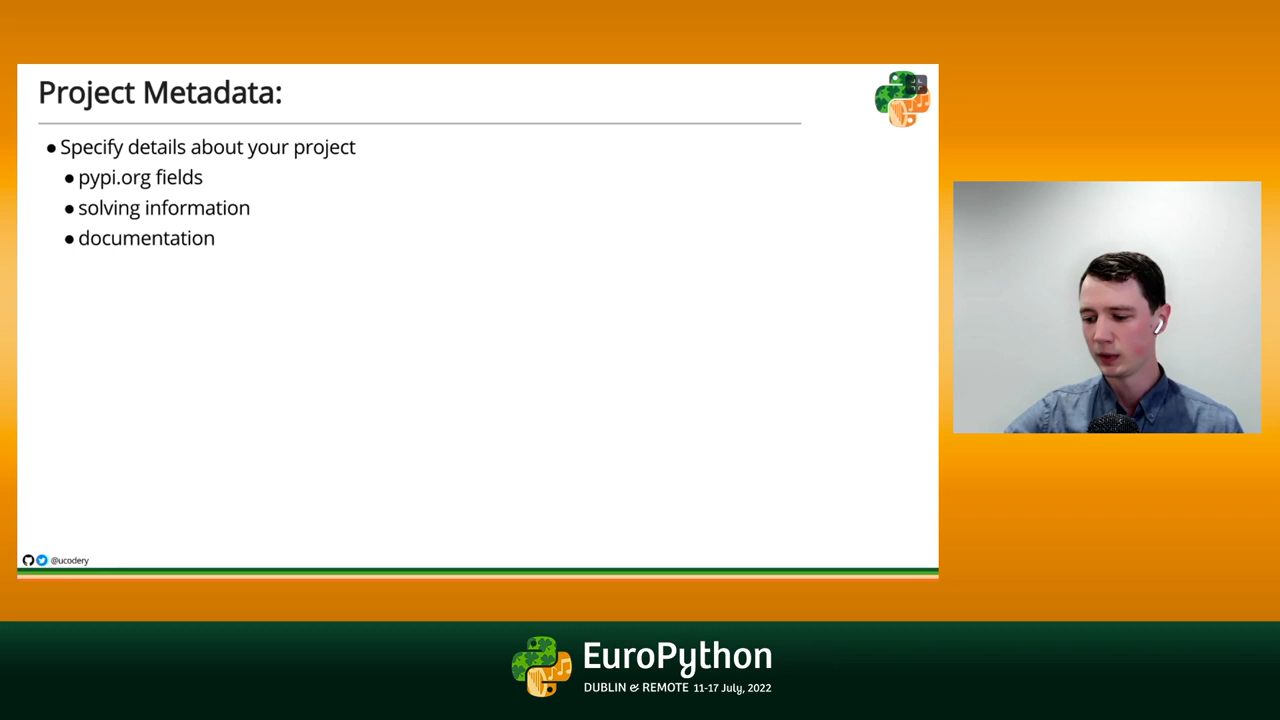 Project Metadata:
● Specify details about your project
● pypi.org fields
● solving information
● documentation
@ucodery
EuroPython
DUBLIN & REMOTE 11-17 July, 2022